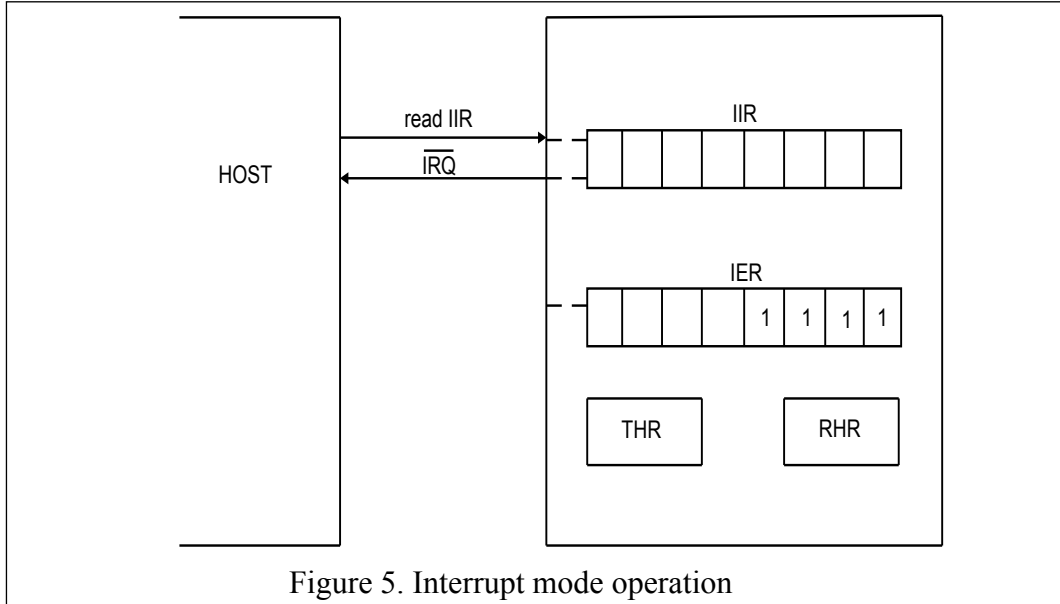 read IIR
IIR
HOST
IRQ
IER
1 1 1 1
THR RHR
Figure 5. Interrupt mode operation